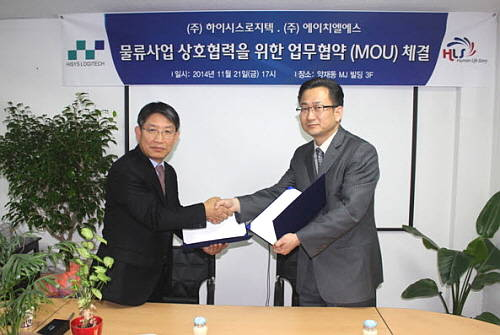 (주) 하이시스로지텍 . (주) 에이치엘에스
물류사업 상호협력을 위한 업무협약 (MOU) 체결
일시: 2014년 11월 21일(금) 17시
장소: 양재동 MJ 빌딩 3F
HISYS LOGITECH
HLS
Human Life Story